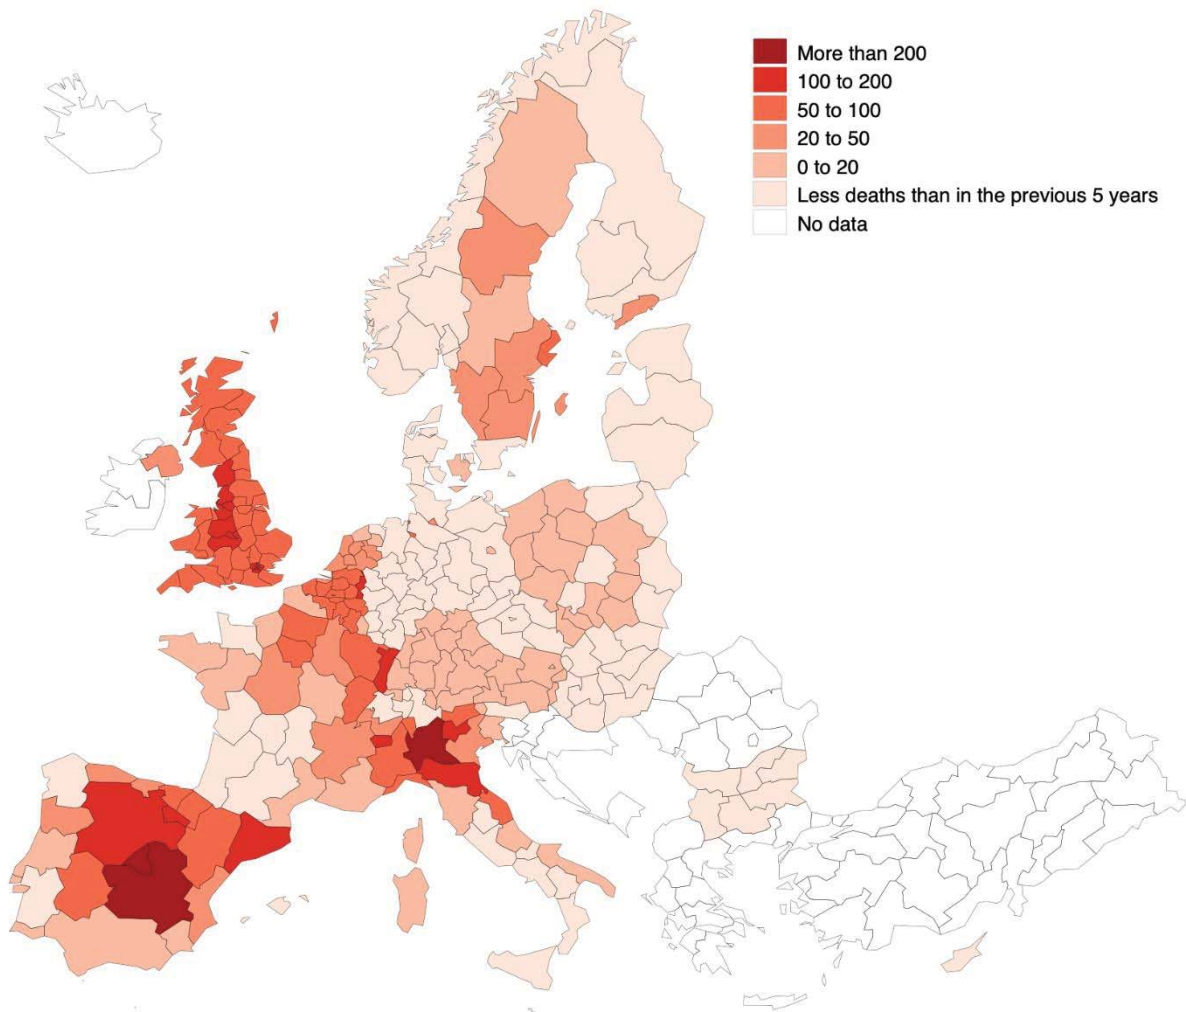 More than 200
100 to 200
50 to 100
20 to 50
0 to 20
Less deaths than in the previous 5 years
No data